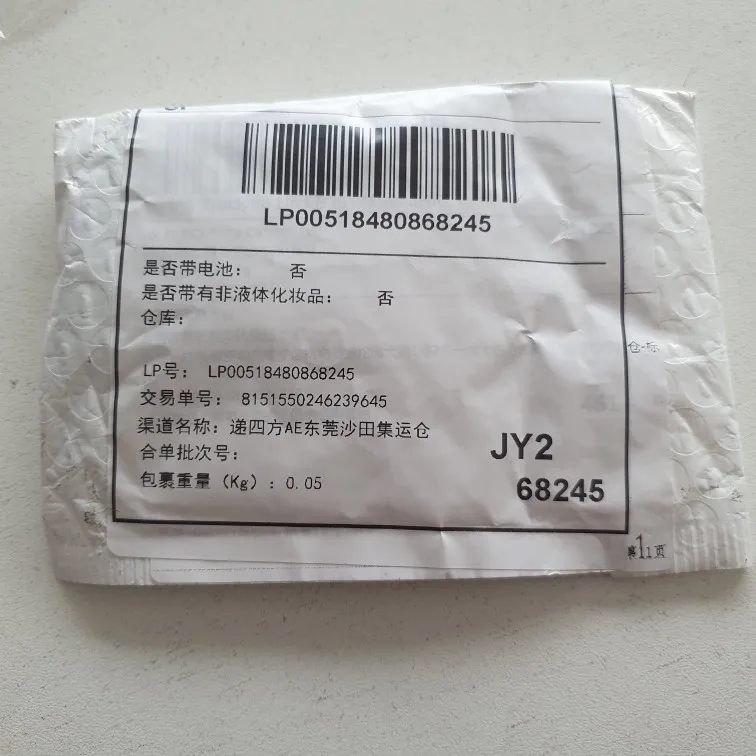 LP00518480868245
是否带电池： 否
是否带有非液体化妆品： 否
仓库：
仓-标
LP号： LP00518480868245
交易单号： 8151550246239645
渠道名称：递四方AE东莞沙田集运仓
合单批次号：
JY2
包裹重量（Kg）：0.05
68245